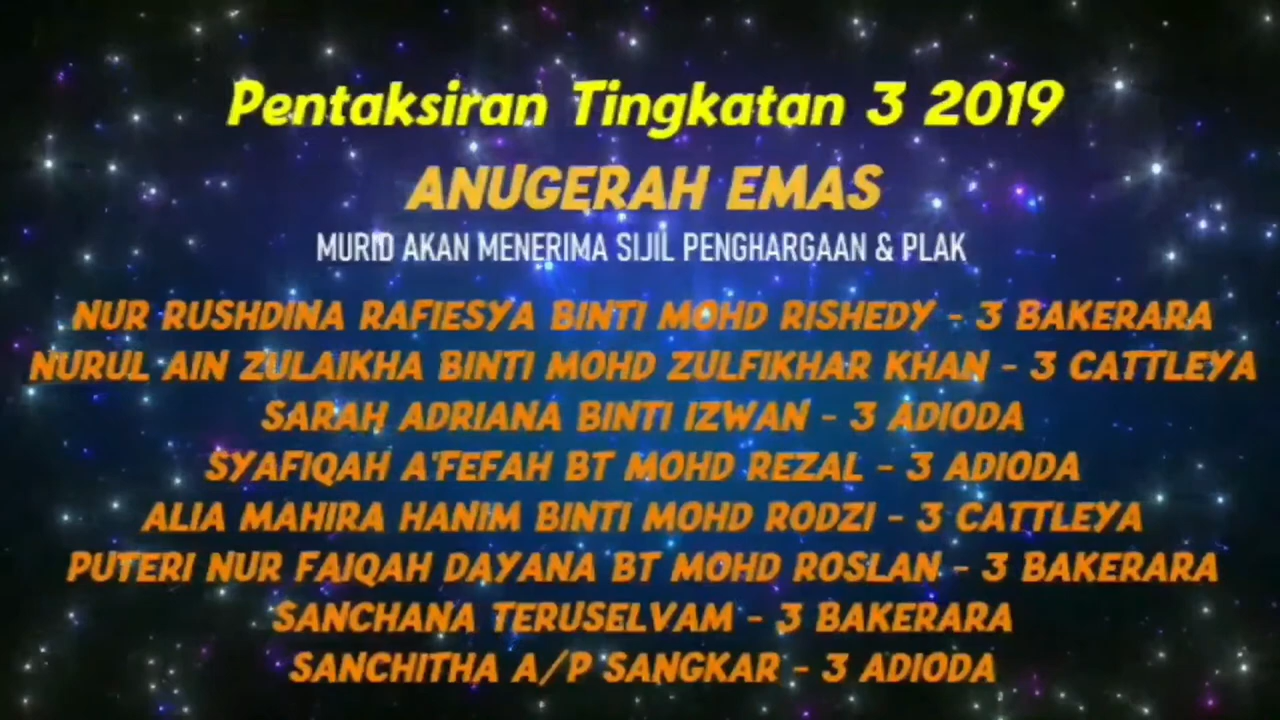 Pentaksiran Tingkatan 3 2019
ANUGERAH EMAS
MURID AKAN MENERIMA SIJIL PENGHARGAAN & PLAK
NUR RUSHDINA RAFIESYA BINTI MOHD RISHEDY - 3 BAKERARA
NURUL AIN ZULAIKHA BINTI MOHD ZULFIKHAR KHAN - 3 CATTLEYA
SARAH ADRIANA BINTI IZWAN - 3 ADIODA
SYAFIQAH A'FEFAH BT MOHD REZAL - 3 ADIODA
ALIA MAHIRA HANIM BINTI MOHD RODZI - 3 CATTLEYA
PUTERI NUR FAIQAH DAYANA BT MOHD ROSLAN - 3 BAKERARA
SANCHANA TERUSELVAM - 3 BAKERARA
SANCHITHA A/P SANGKAR - 3 ADIODA